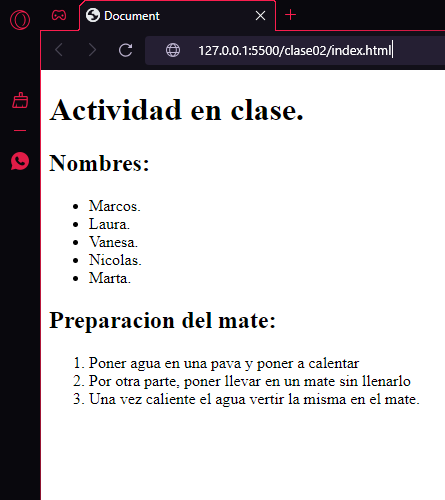 Document
127.0.0.1:5500/clase02/index.html
Actividad en clase.
Nombres:
Marcos.
Laura.
Vanesa.
Nicolas.
Marta.
Preparacion del mate:
1. Poner agua en una pava y poner a calentar
2. Por otra parte, poner llevar en un mate sin llenarlo
3. Una vez caliente el agua vertir la misma en el mate.